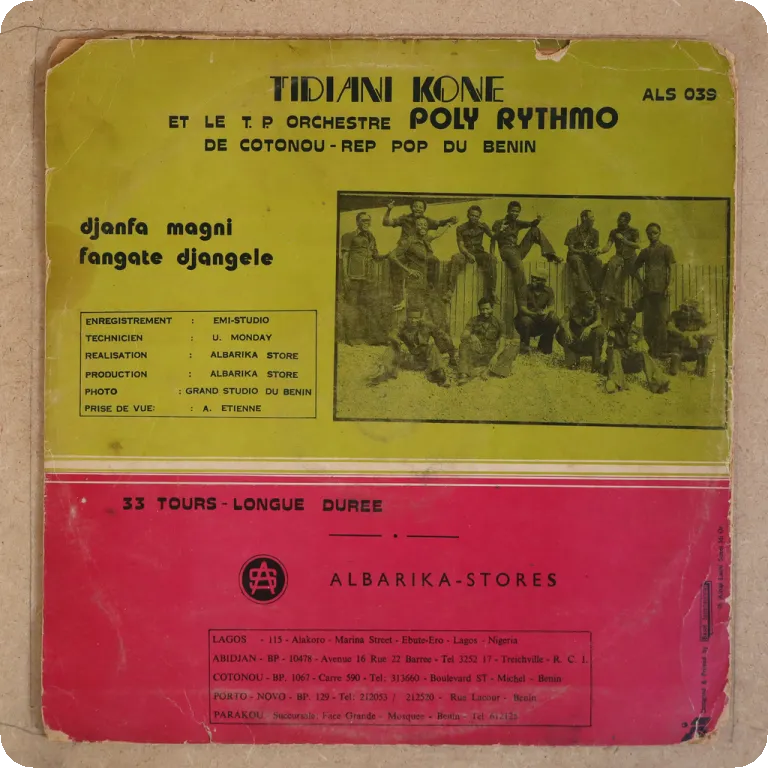 TIDIANI KONE
ALS 039
ET LE T. P. ORCHESTRE POLY RYTHMO
DE COTONOU - REP POP DU BENIN
djanfa magni
fangate djangele
ENREGISTREMENT : EMI-STUDIO
TECHNICIEN : U. MONDAY
REALISATION : ALBARIKA STORE
PRODUCTION : ALBARIKA STORE
PHOTO : GRAND STUDIO DU BENIN
PRISE DE VUE: : A. ETIENNE
33 TOURS - LONGUE DUREE
ALBARIKA-STORES
LAGOS - 115 - Alakoro - Marina Street - Ebute-Ero - Lagos - Nigeria
ABIDJAN - BP - 10478 - Avenue 16 Rue 22 Barree - Tel 3252 17 - Treichville - R. C. I.
COTONOU - BP. 1067 - Carre 590 - Tel: 313660 - Boulevard ST - Michel - Benin
PORTO - NOVO - BP. 129 - Tel: 212053 / 212520 - Rue Lacour - Benin
PARAKOU Succursale Face Grande - Mosquee - Benin - Tel